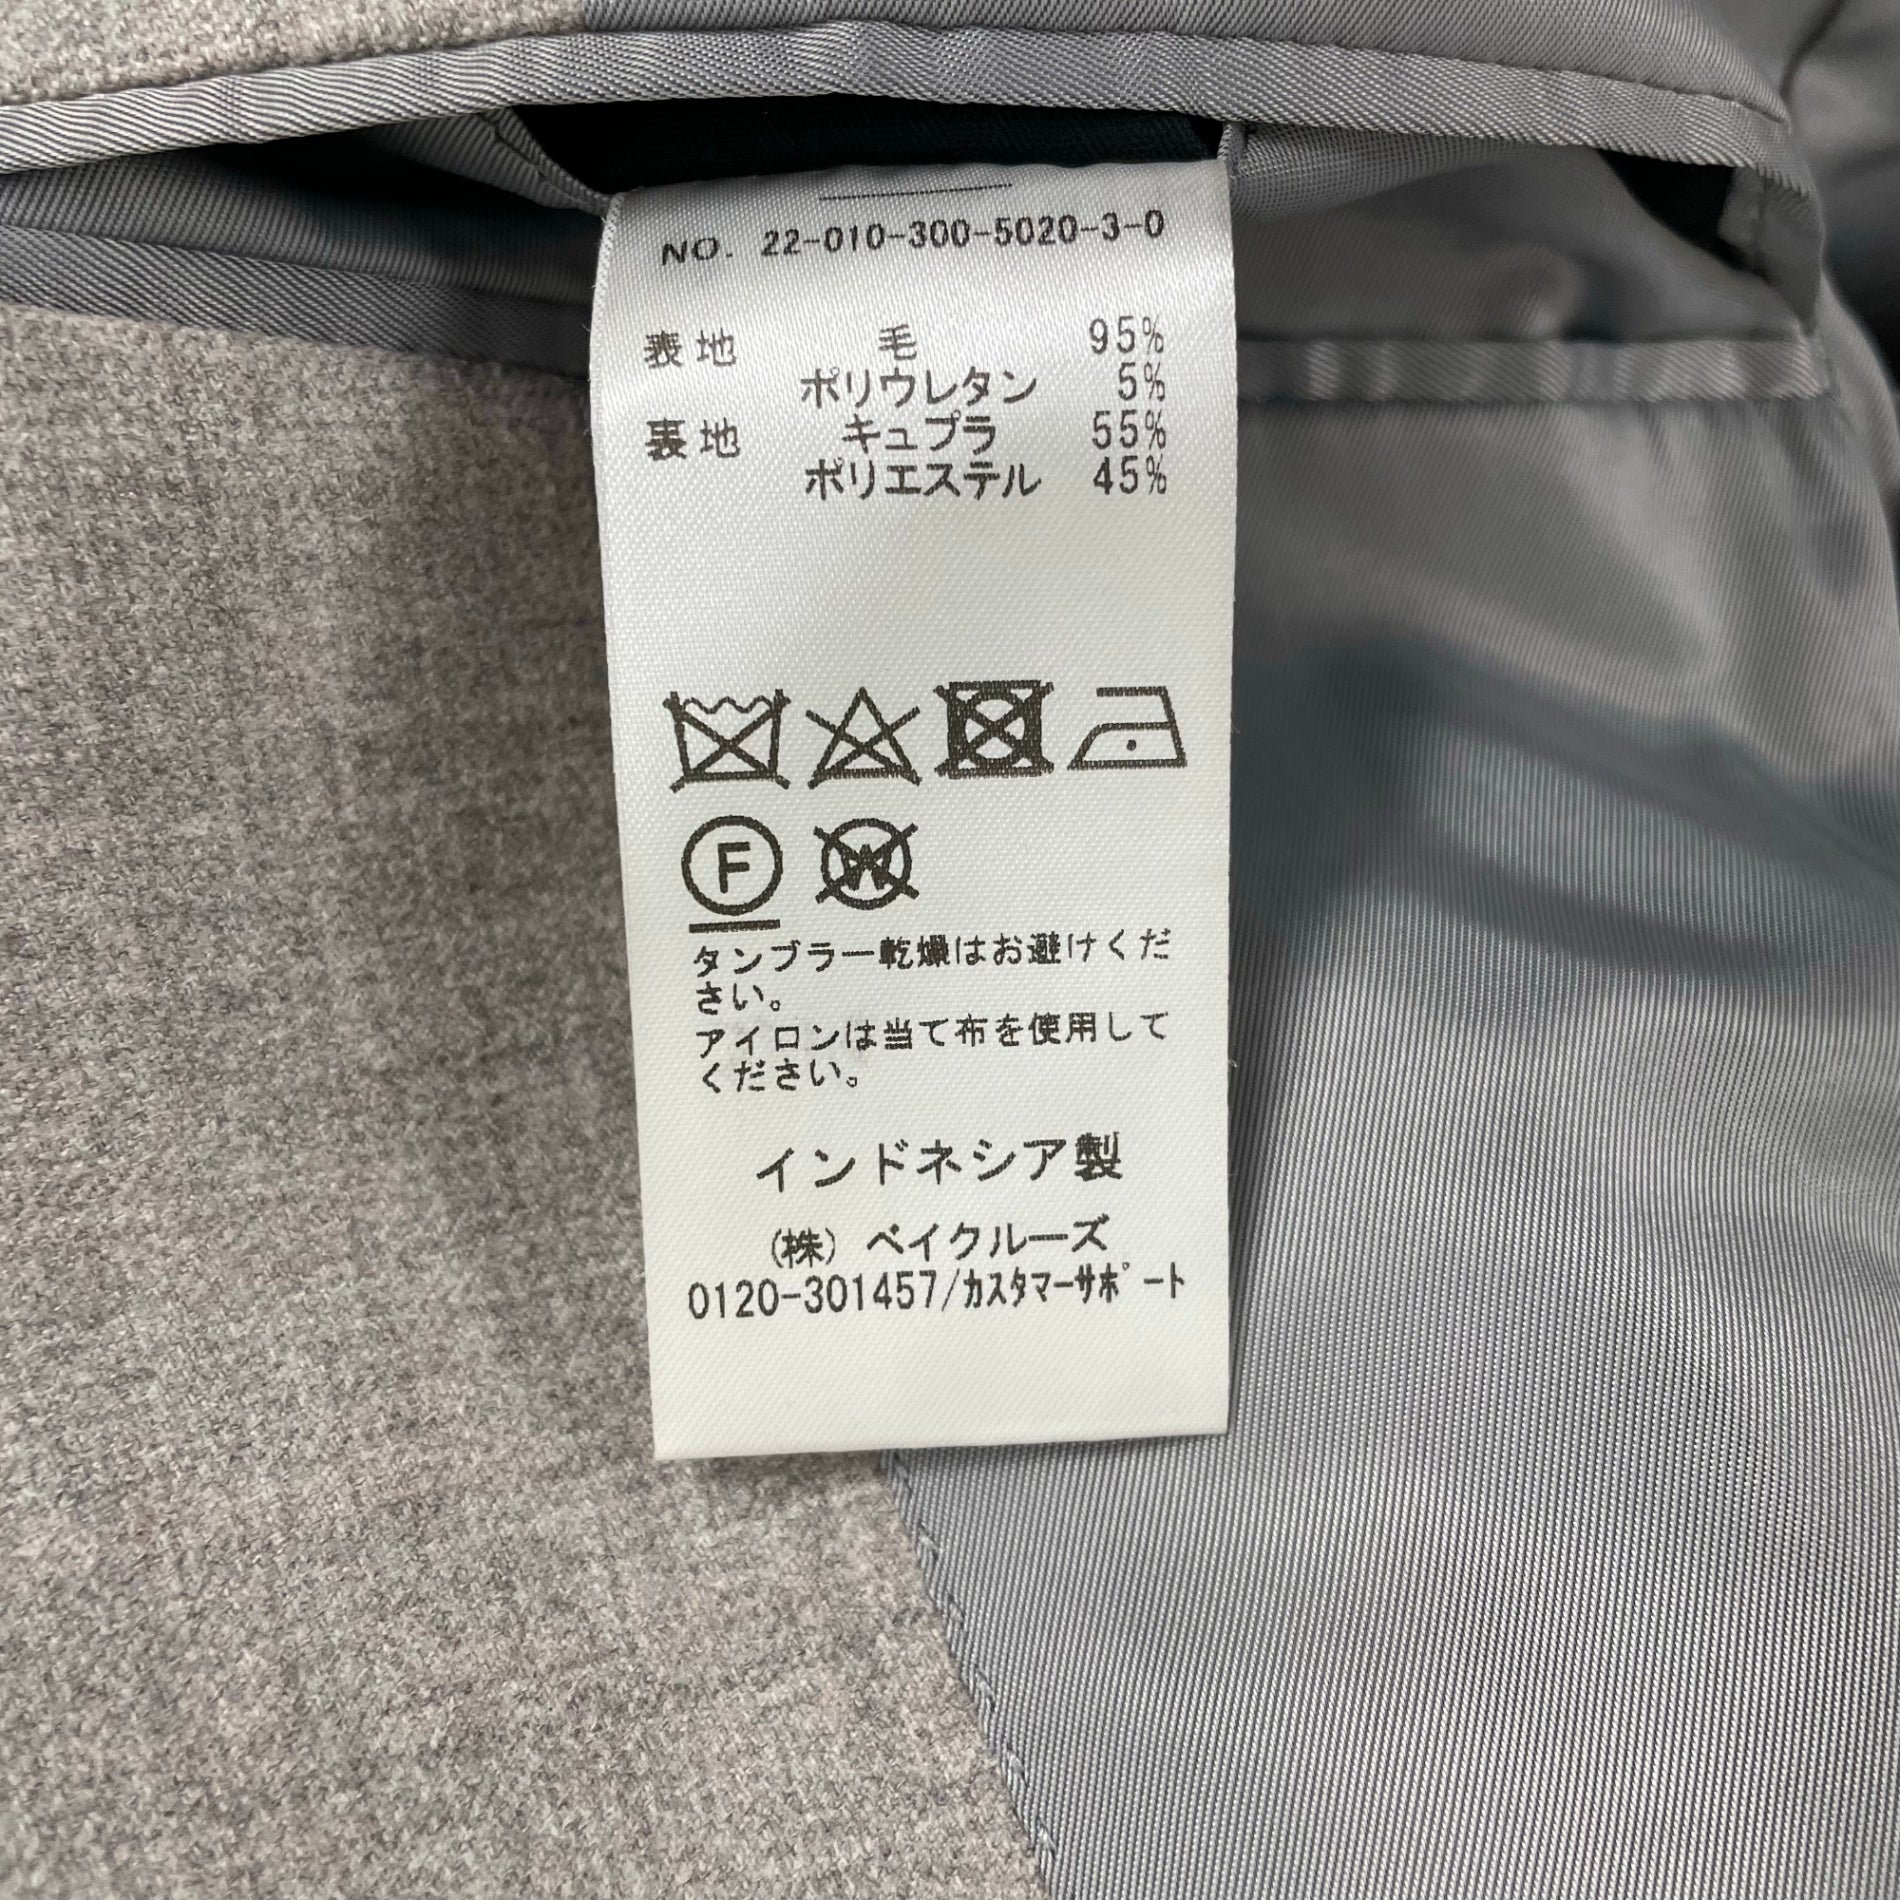 NO. 22-010-300-5020-3-0
表地 毛 95%
ポリウレタン 5%
裏地 キュプラ 55%
ポリエステル 45%
F W
タンブラー乾燥はお避けくだ
さい。
アイロンは当て布を使用して
ください。
インドネシア製
(株) ベイクルーズ
0120-301457/カスタマーサポート